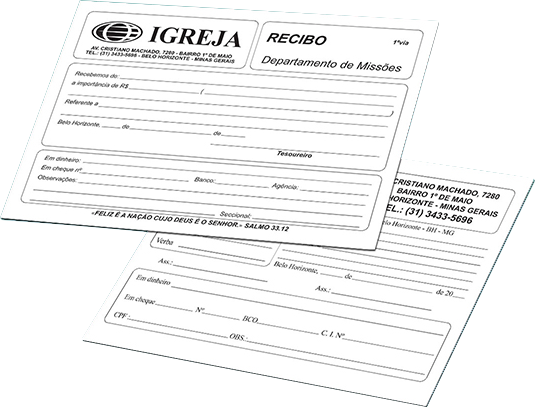 IGREJA
AV. CRISTIANO MACHADO, 7280 - BAIRRO 1º DE MAIO
TEL.: (31) 3433-5696 - BELO HORIZONTE - MINAS GERAIS
RECIBO 1ªvia
Departamento de Missões
Recebemos de:
a importância de R$ (
)
Referente a
Belo Horizonte, de de
Tesoureiro
Em dinheiro:
Em cheque nº Banco: Agência:
Observações:
Seccional:
«FELIZ É A NAÇÃO CUJO DEUS É O SENHOR.» SALMO 33.12
CRISTIANO MACHADO, 7280
BAIRRO 1º DE MAIO
HORIZONTE - MINAS GERAIS
TEL.: (31) 3433-5696
Belo Horizonte - BH - MG
Verba
Ass.:
Belo Horizonte, de de 20
Ass.:
Em dinheiro
Em cheque Nº BCO. C. I. Nº
CPF.: OBS.: